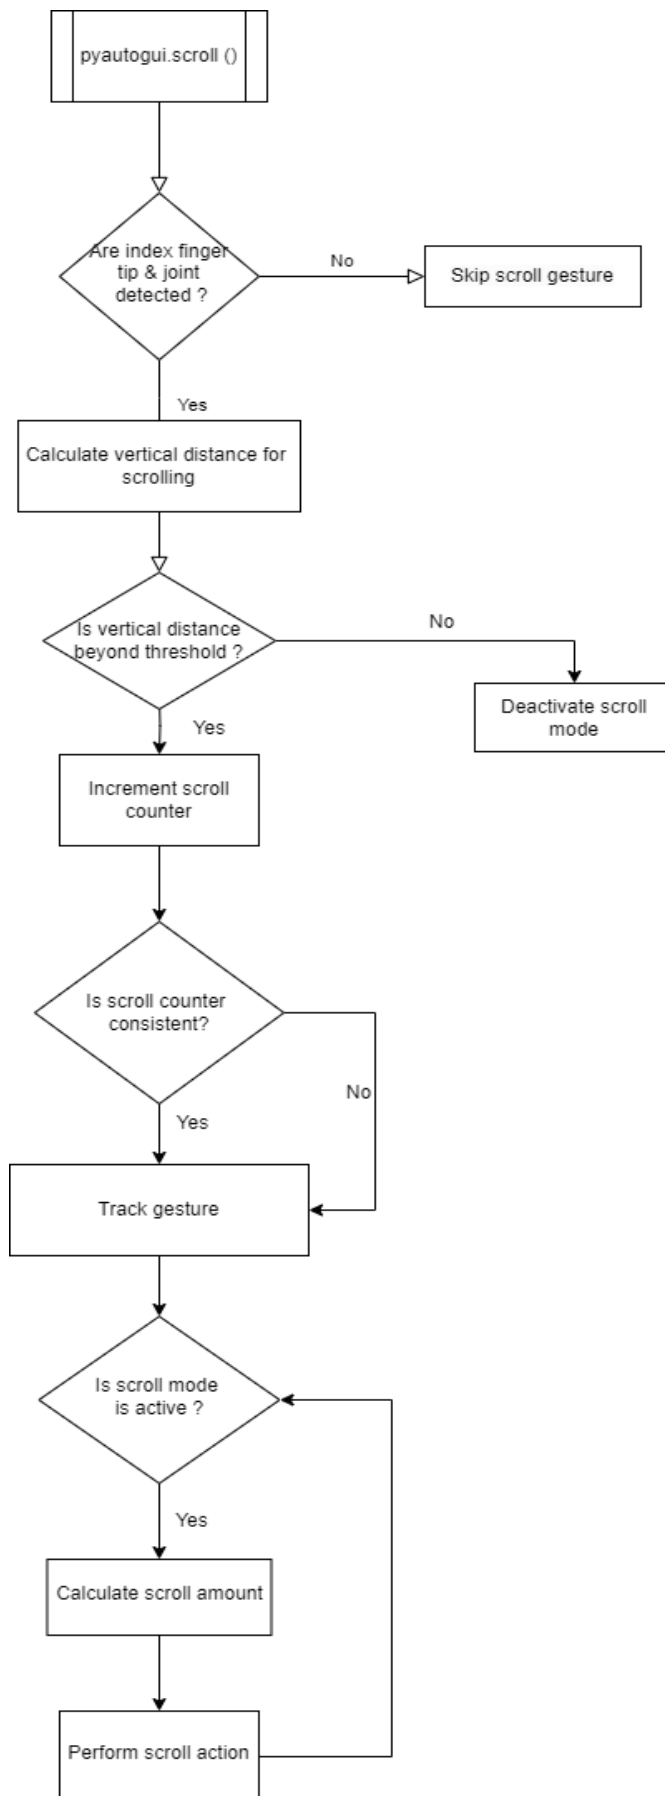 pyautogui.scroll ()
Are index finger
tip & joint
detected ?
No
Skip scroll gesture
Yes
Calculate vertical distance for
scrolling
Is vertical distance
beyond threshold ?
No
Deactivate scroll
mode
Yes
Increment scroll
counter
Is scroll counter
consistent?
No
Yes
Track gesture
Is scroll mode
is active ?
Yes
Calculate scroll amount
Perform scroll action